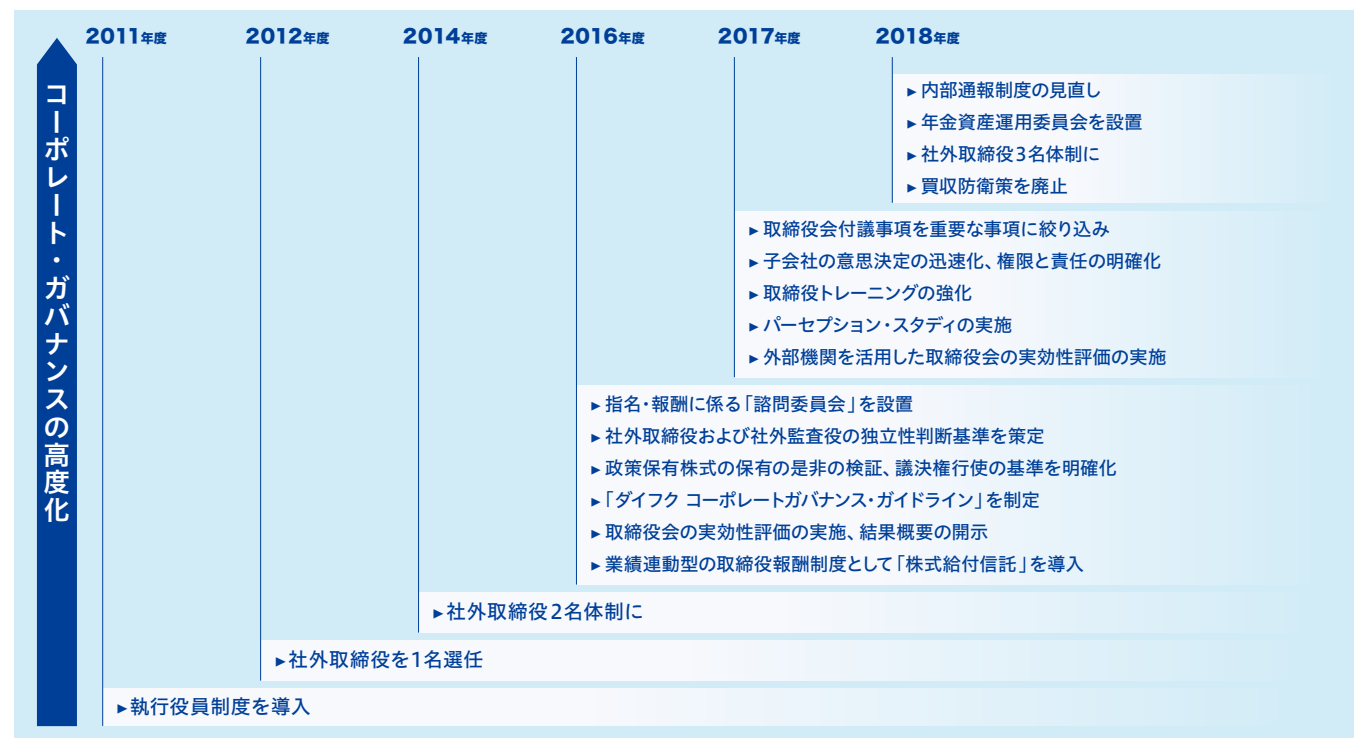 コーポレート・ガバナンスの高度化
2011年度
2012年度
2014年度
2016年度
2017年度
2018年度
▶内部通報制度の見直し
▶年金資産運用委員会を設置
▶社外取締役3名体制に
▶買収防衛策を廃止
▶取締役会付議事項を重要な事項に絞り込み
▶子会社の意思決定の迅速化、権限と責任の明確化
▶取締役トレーニングの強化
▶パーセプション・スタディの実施
▶外部機関を活用した取締役会の実効性評価の実施
▶指名・報酬に係る「諮問委員会」を設置
▶社外取締役および社外監査役の独立性判断基準を策定
▶政策保有株式の保有の是非の検証、議決権行使の基準を明確化
▶「ダイフク コーポレートガバナンス・ガイドライン」を制定
▶取締役会の実効性評価の実施、結果概要の開示
▶業績連動型の取締役報酬制度として「株式給付信託」を導入
▶社外取締役2名体制に
▶社外取締役を1名選任
▶執行役員制度を導入